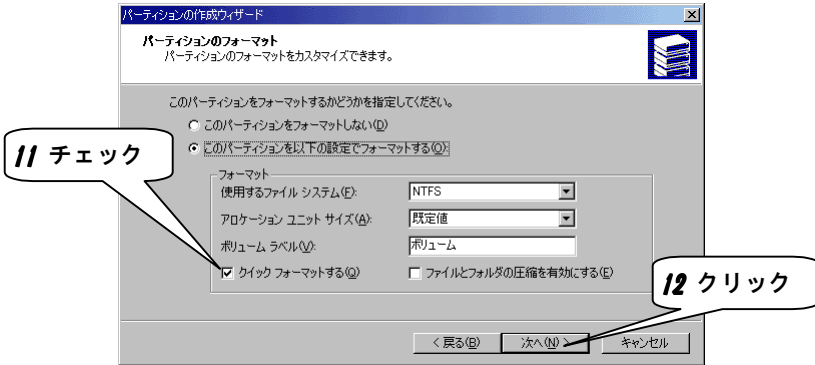 パーティションの作成ウィザード
パーティションのフォーマット
パーティションのフォーマットをカスタマイズできます。
このパーティションをフォーマットするかどうかを指定してください。
このパーティションをフォーマットしない(D)
このパーティションを以下の設定でフォーマットする(O):
11 チェック
フォーマット
使用するファイル システム(F): NTFS
アロケーション ユニット サイズ(A): 既定値
ボリューム ラベル(V): ボリューム
クイック フォーマットする(Q) ファイルとフォルダの圧縮を有効にする(E)
12 クリック
< 戻る(B) 次へ(N) > キャンセル